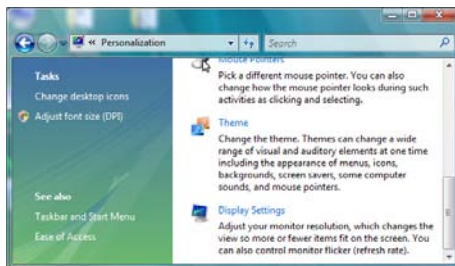 Personalization
Search
Tasks
Change desktop icons
Adjust font size (DPI)
See also
Taskbar and Start Menu
Ease of Access
Mouse Pointers
Pick a different mouse pointer. You can also
change how the mouse pointer looks during such
activities as clicking and selecting.
Theme
Change the theme. Themes can change a wide
range of visual and auditory elements at one time
including the appearance of menus, icons,
backgrounds, screen savers, some computer
sounds, and mouse pointers.
Display Settings
Adjust your monitor resolution, which changes the
view so more or fewer items fit on the screen. You
can also control monitor flicker (refresh rate).